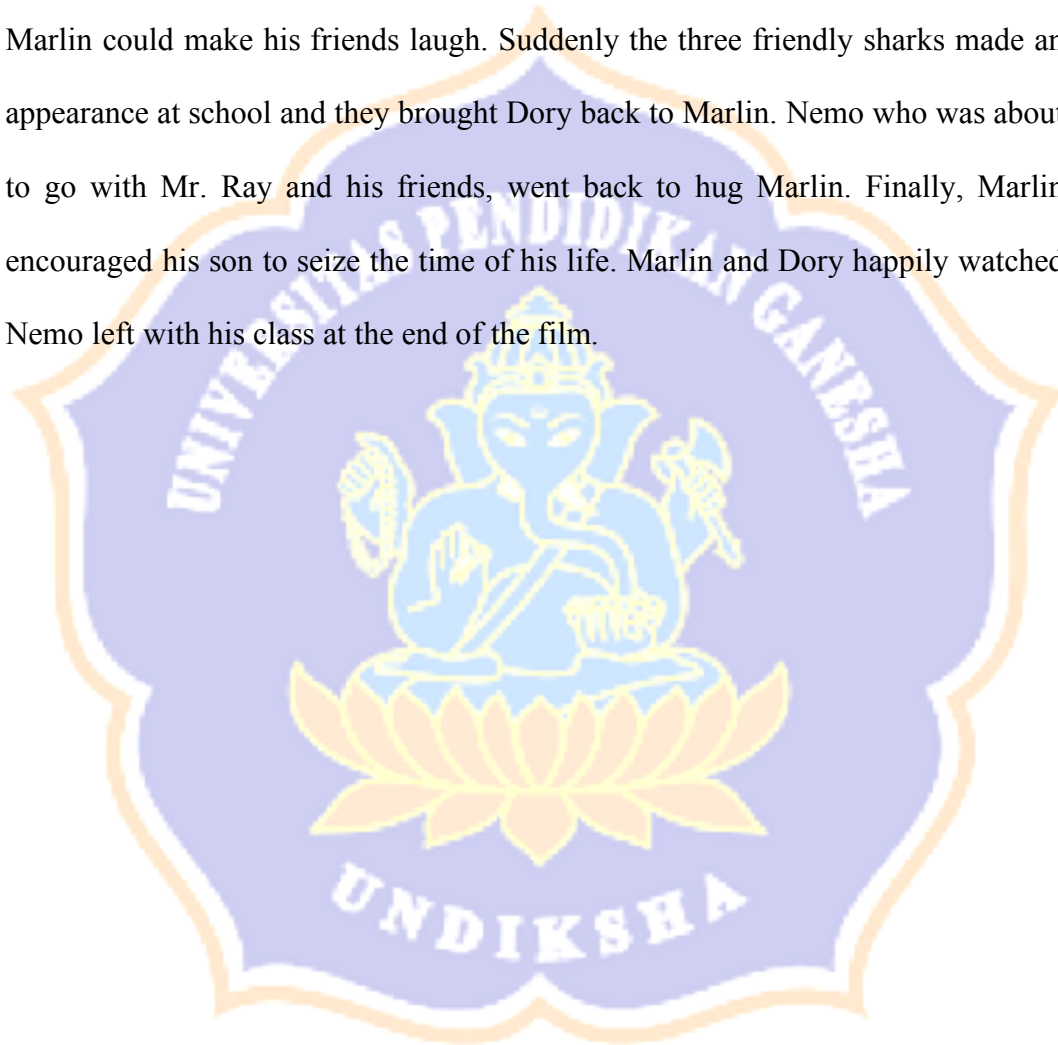 Marlin could make his friends laugh. Suddenly the three friendly sharks made an
appearance at school and they brought Dory back to Marlin. Nemo who was about
to go with Mr. Ray and his friends, went back to hug Marlin. Finally, Marlin
encouraged his son to seize the time of his life. Marlin and Dory happily watched
Nemo left with his class at the end of the film.
UNIVERSITAS PENDIDIKAN GANESHA
UNDIKSHA